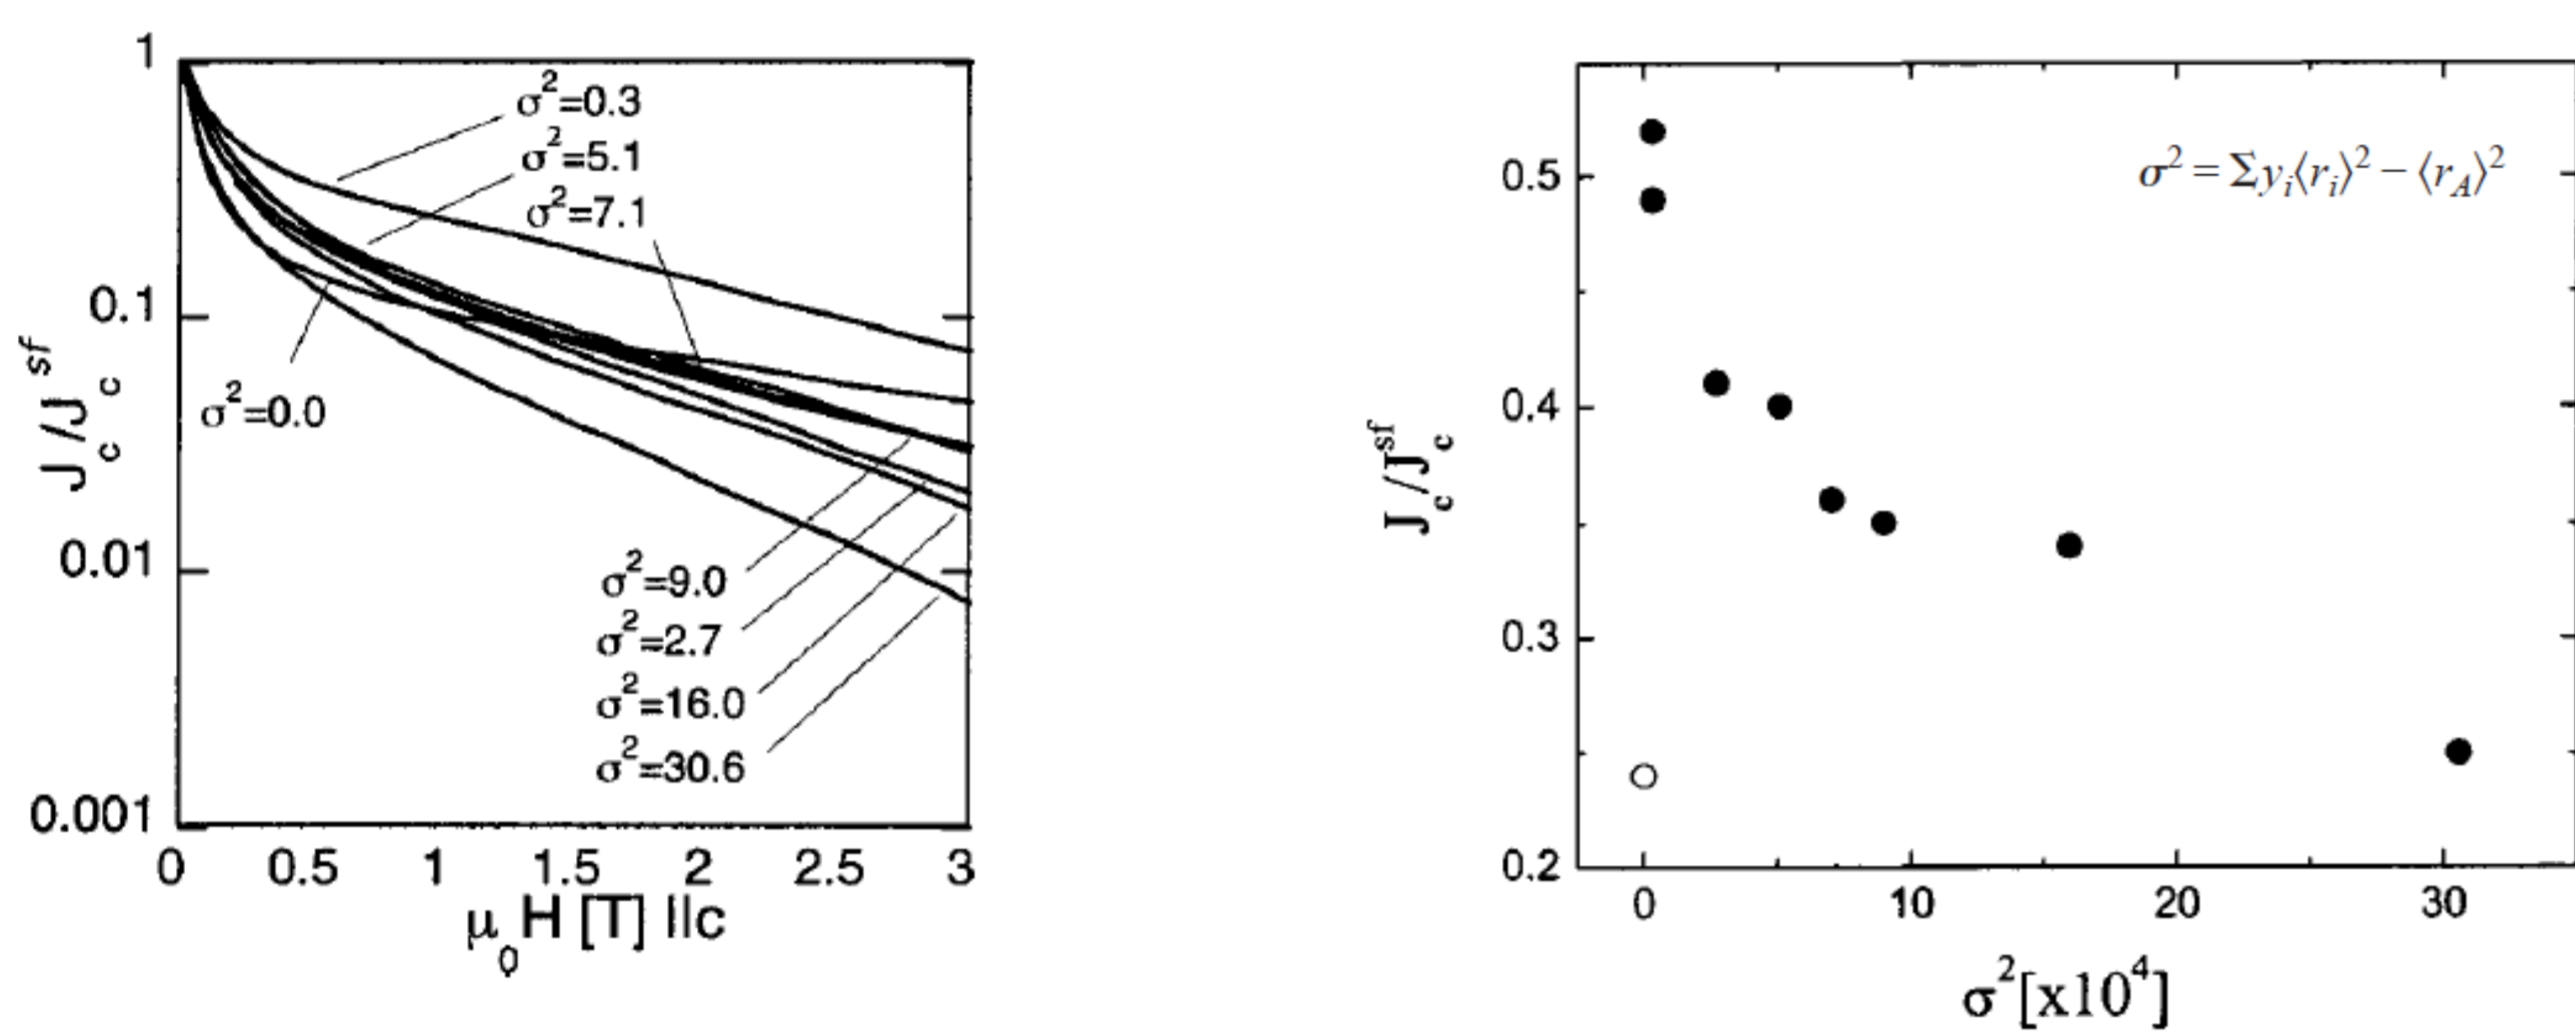 1
0.1
0.01
0.001
J_c/J_c^sf
σ²=0.3
σ²=5.1
σ²=7.1
σ²=0.0
σ²=9.0
σ²=2.7
σ²=16.0
σ²=30.6
0 0.5 1 1.5 2 2.5 3
μ₀H [T] ||c
0.5
0.4
0.3
0.2
J_c/J_c^sf
σ² = Σy_i⟨r_i⟩² − ⟨r_A⟩²
0 10 20 30
σ²[x10⁴]